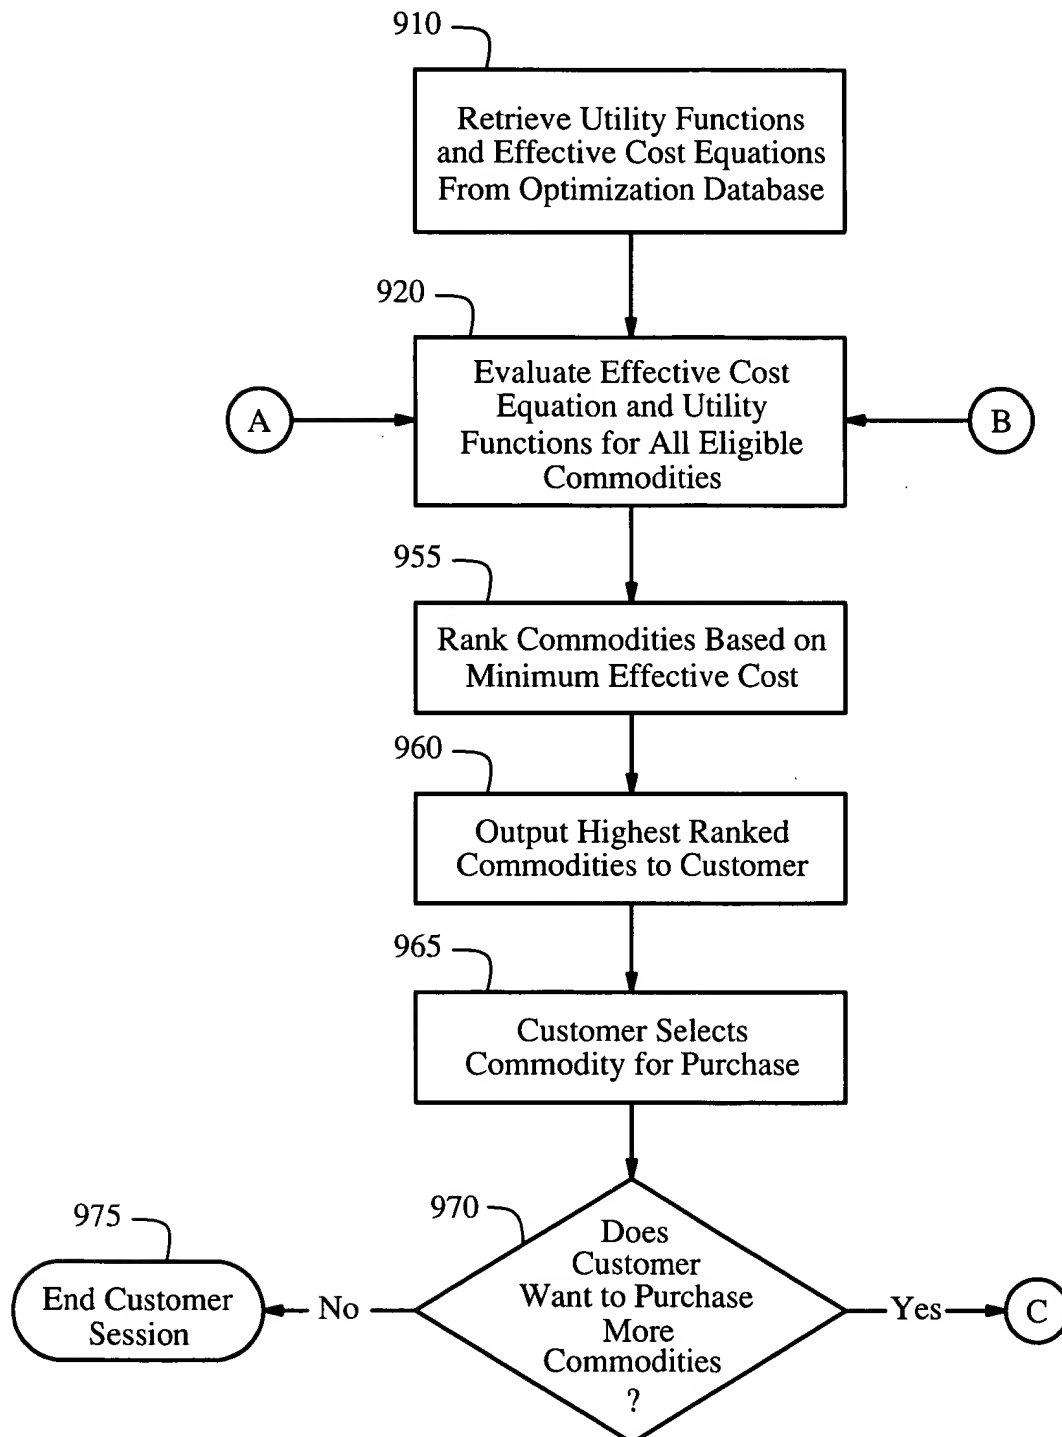 910
Retrieve Utility Functions
and Effective Cost Equations
From Optimization Database
920
Evaluate Effective Cost
Equation and Utility
Functions for All Eligible
Commodities
A
B
955
Rank Commodities Based on
Minimum Effective Cost
960
Output Highest Ranked
Commodities to Customer
965
Customer Selects
Commodity for Purchase
970
Does
Customer
Want to Purchase
More
Commodities
?
975
End Customer
Session
No
Yes
C